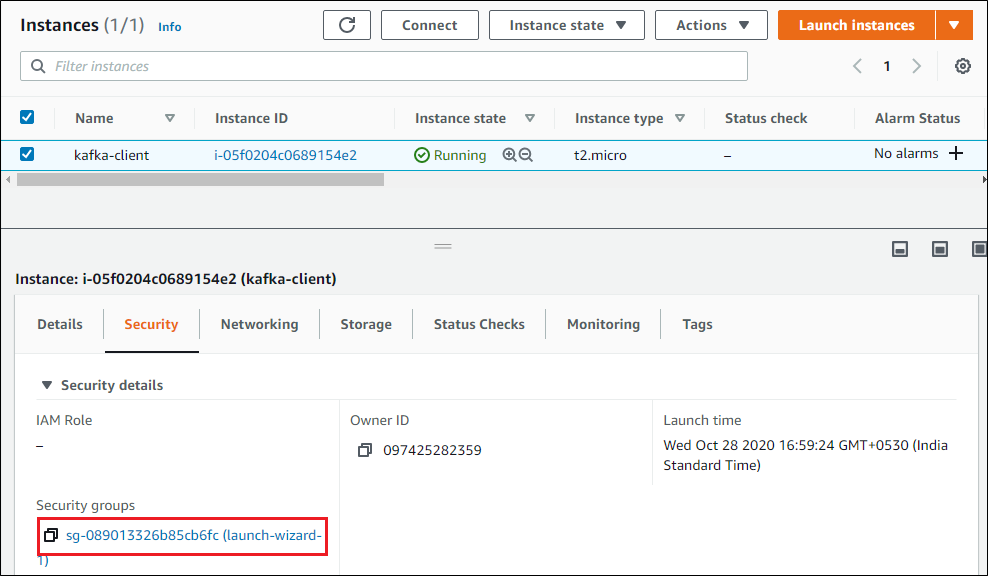 Instances (1/1) Info Connect Instance state Actions Launch instances
Filter instances 1
Name Instance ID Instance state Instance type Status check Alarm Status
kafka-client i-05f0204c0689154e2 Running t2.micro – No alarms +
Instance: i-05f0204c0689154e2 (kafka-client)
Details Security Networking Storage Status Checks Monitoring Tags
Security details
IAM Role Owner ID Launch time
– 097425282359 Wed Oct 28 2020 16:59:24 GMT+0530 (India
Standard Time)
Security groups
sg-089013326b85cb6fc (launch-wizard-
1)